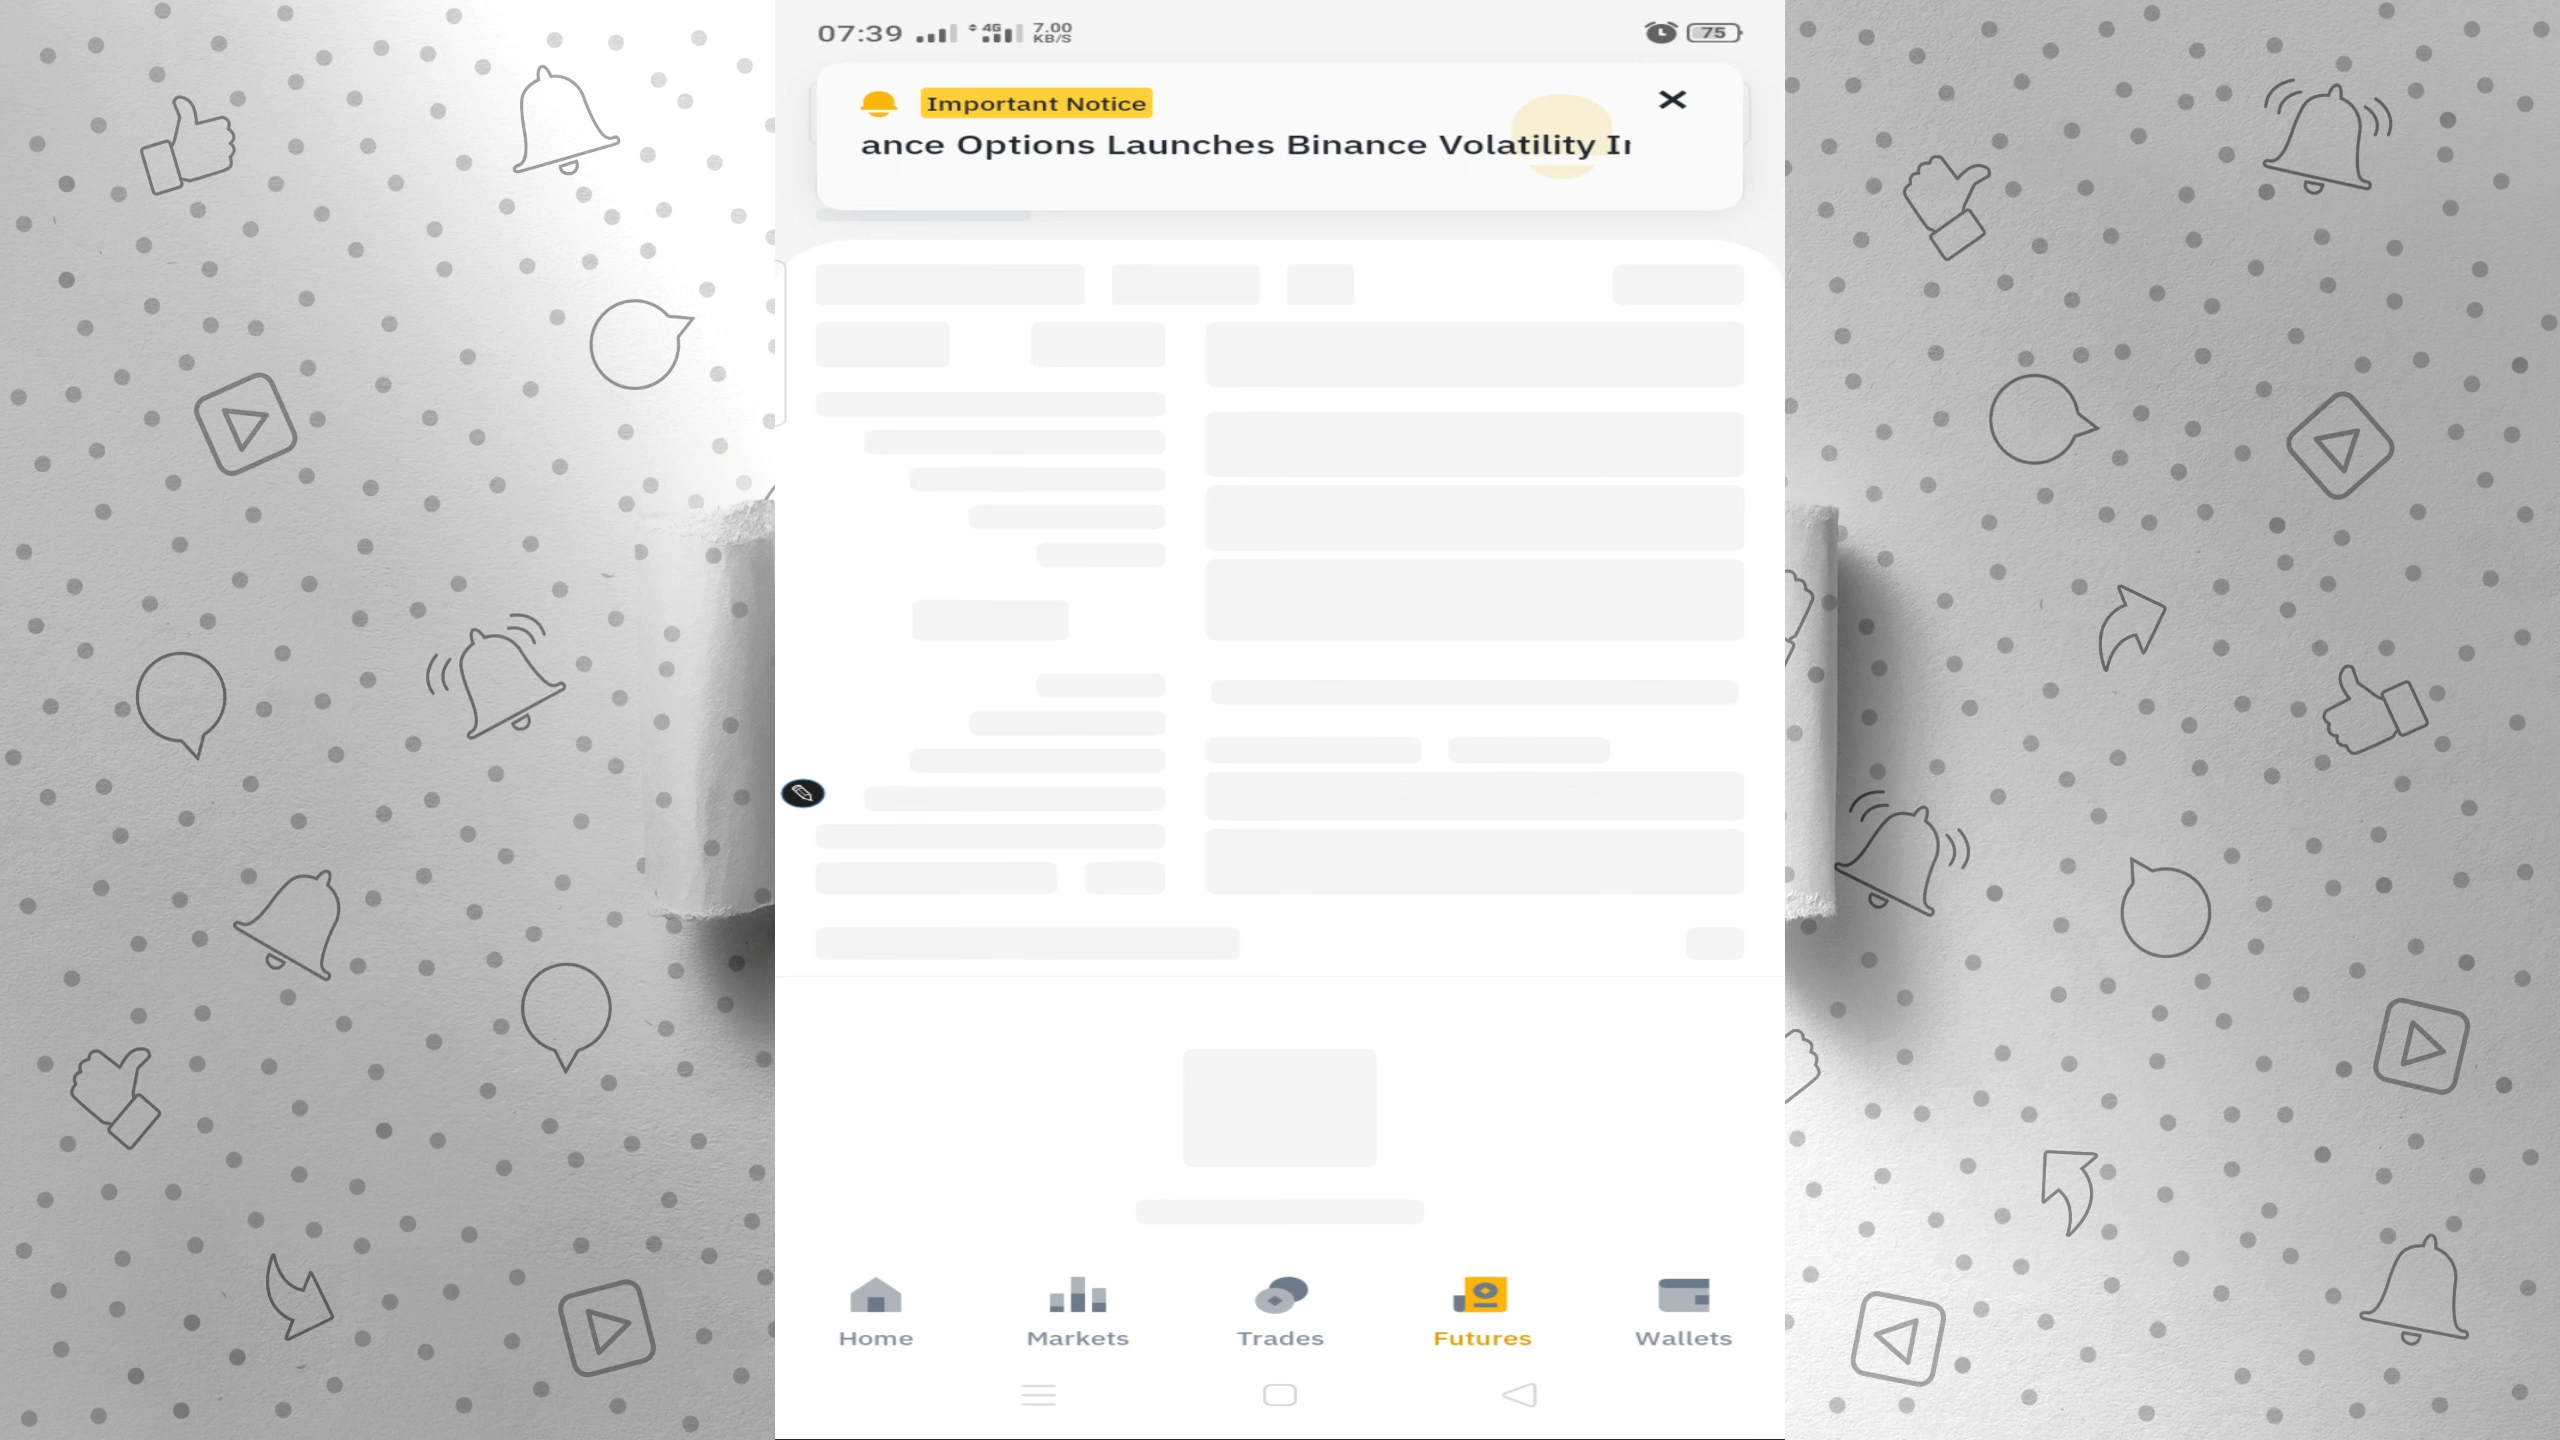 07:39 4G 7.00 KB/S 75
Important Notice
ance Options Launches Binance Volatility
Home Markets Trades Futures Wallets